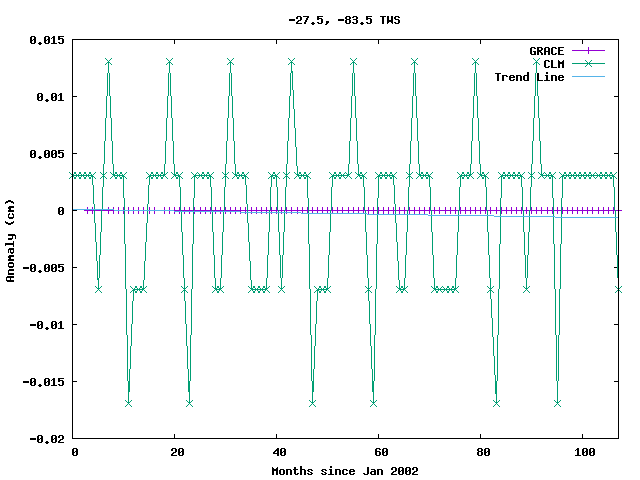 -27.5, -83.5 TWS
0.015
0.01
0.005
0
-0.005
-0.01
-0.015
-0.02
Anomaly (cm)
GRACE
CLM
Trend Line
0 20 40 60 80 100
Months since Jan 2002